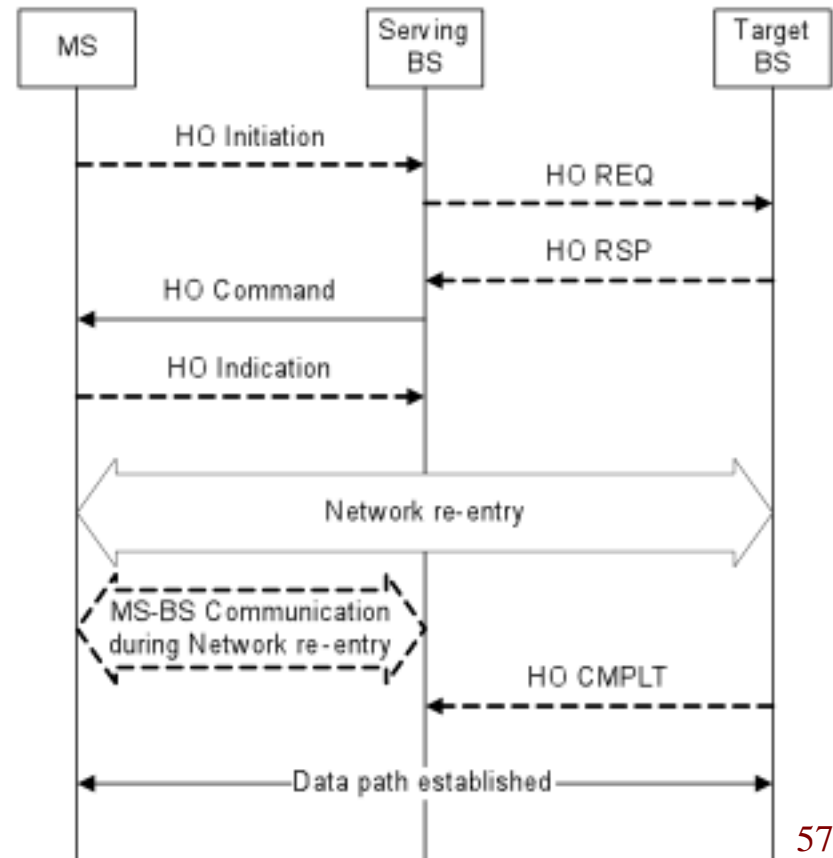 MS
Serving
BS
Target
BS
HO Initiation
HO REQ
HO RSP
HO Command
HO Indication
Network re-entry
MS-BS Communication
during Network re-entry
HO CMPLT
Data path established
57